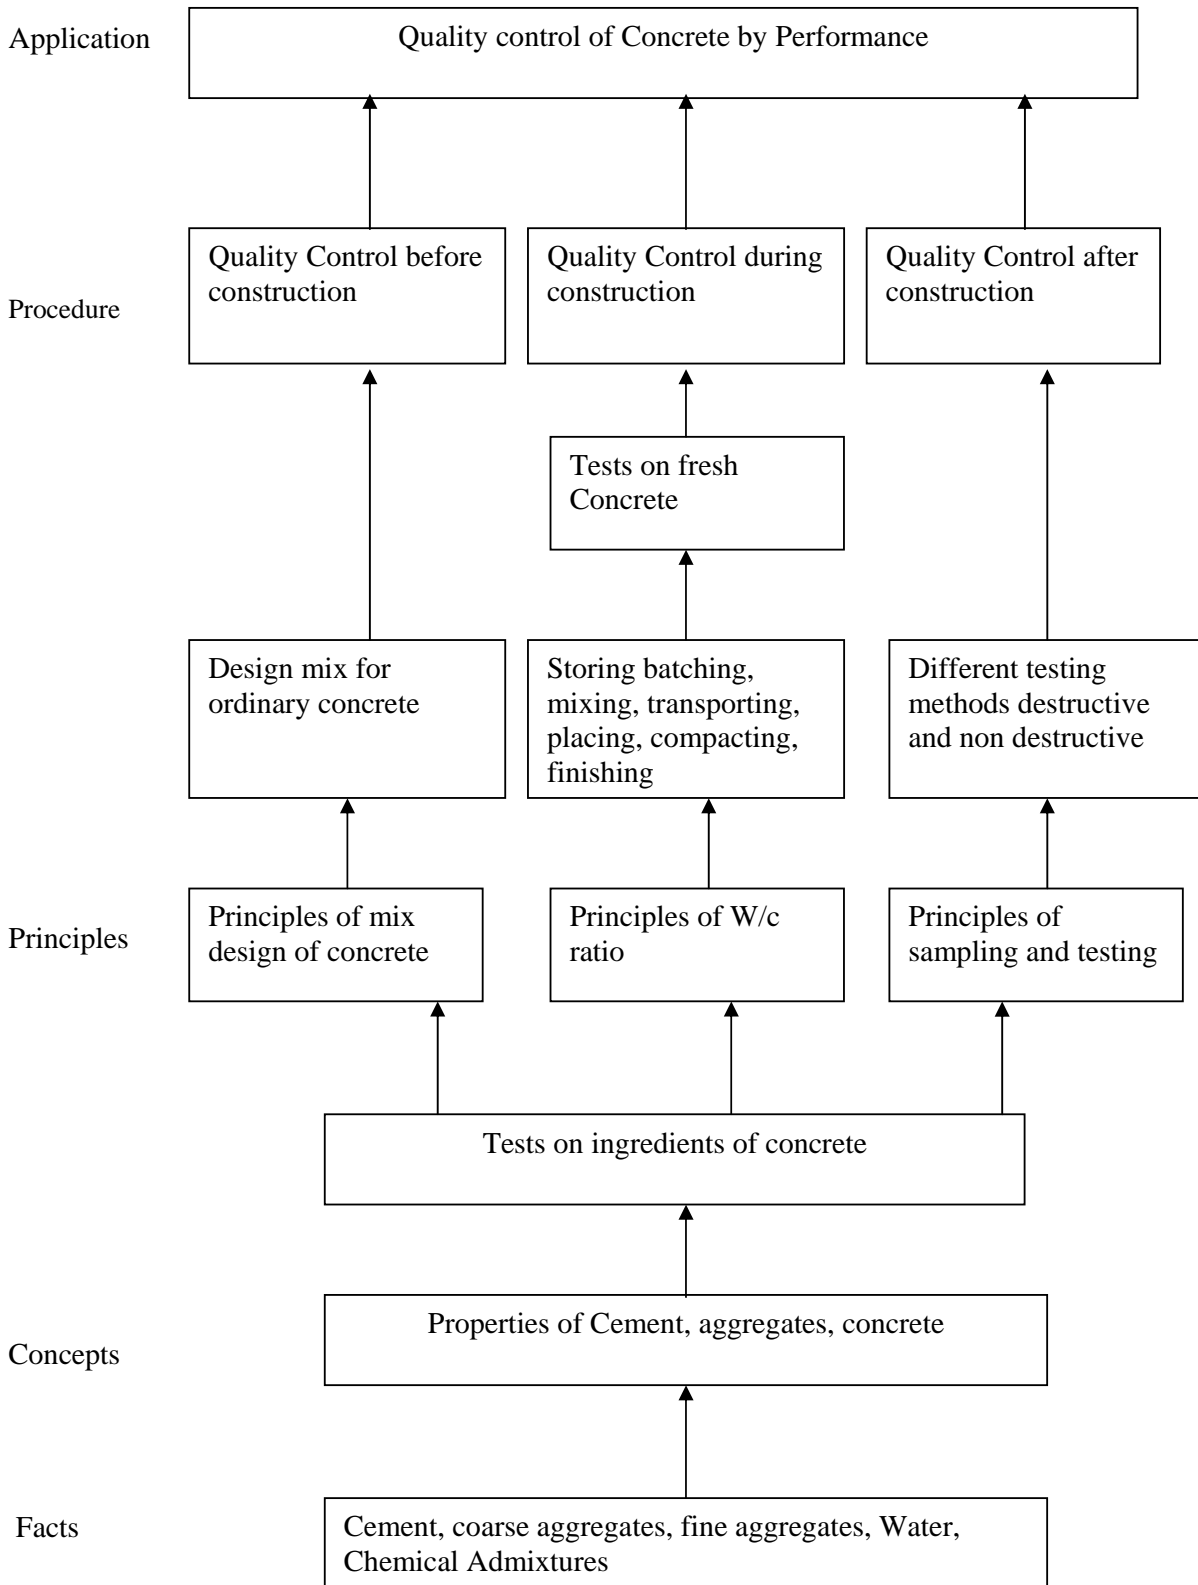 Application
Quality control of Concrete by Performance
Quality Control before
construction
Quality Control during
construction
Quality Control after
construction
Procedure
Tests on fresh
Concrete
Design mix for
ordinary concrete
Storing batching,
mixing, transporting,
placing, compacting,
finishing
Different testing
methods destructive
and non destructive
Principles
Principles of mix
design of concrete
Principles of W/c
ratio
Principles of
sampling and testing
Tests on ingredients of concrete
Concepts
Properties of Cement, aggregates, concrete
Facts
Cement, coarse aggregates, fine aggregates, Water,
Chemical Admixtures